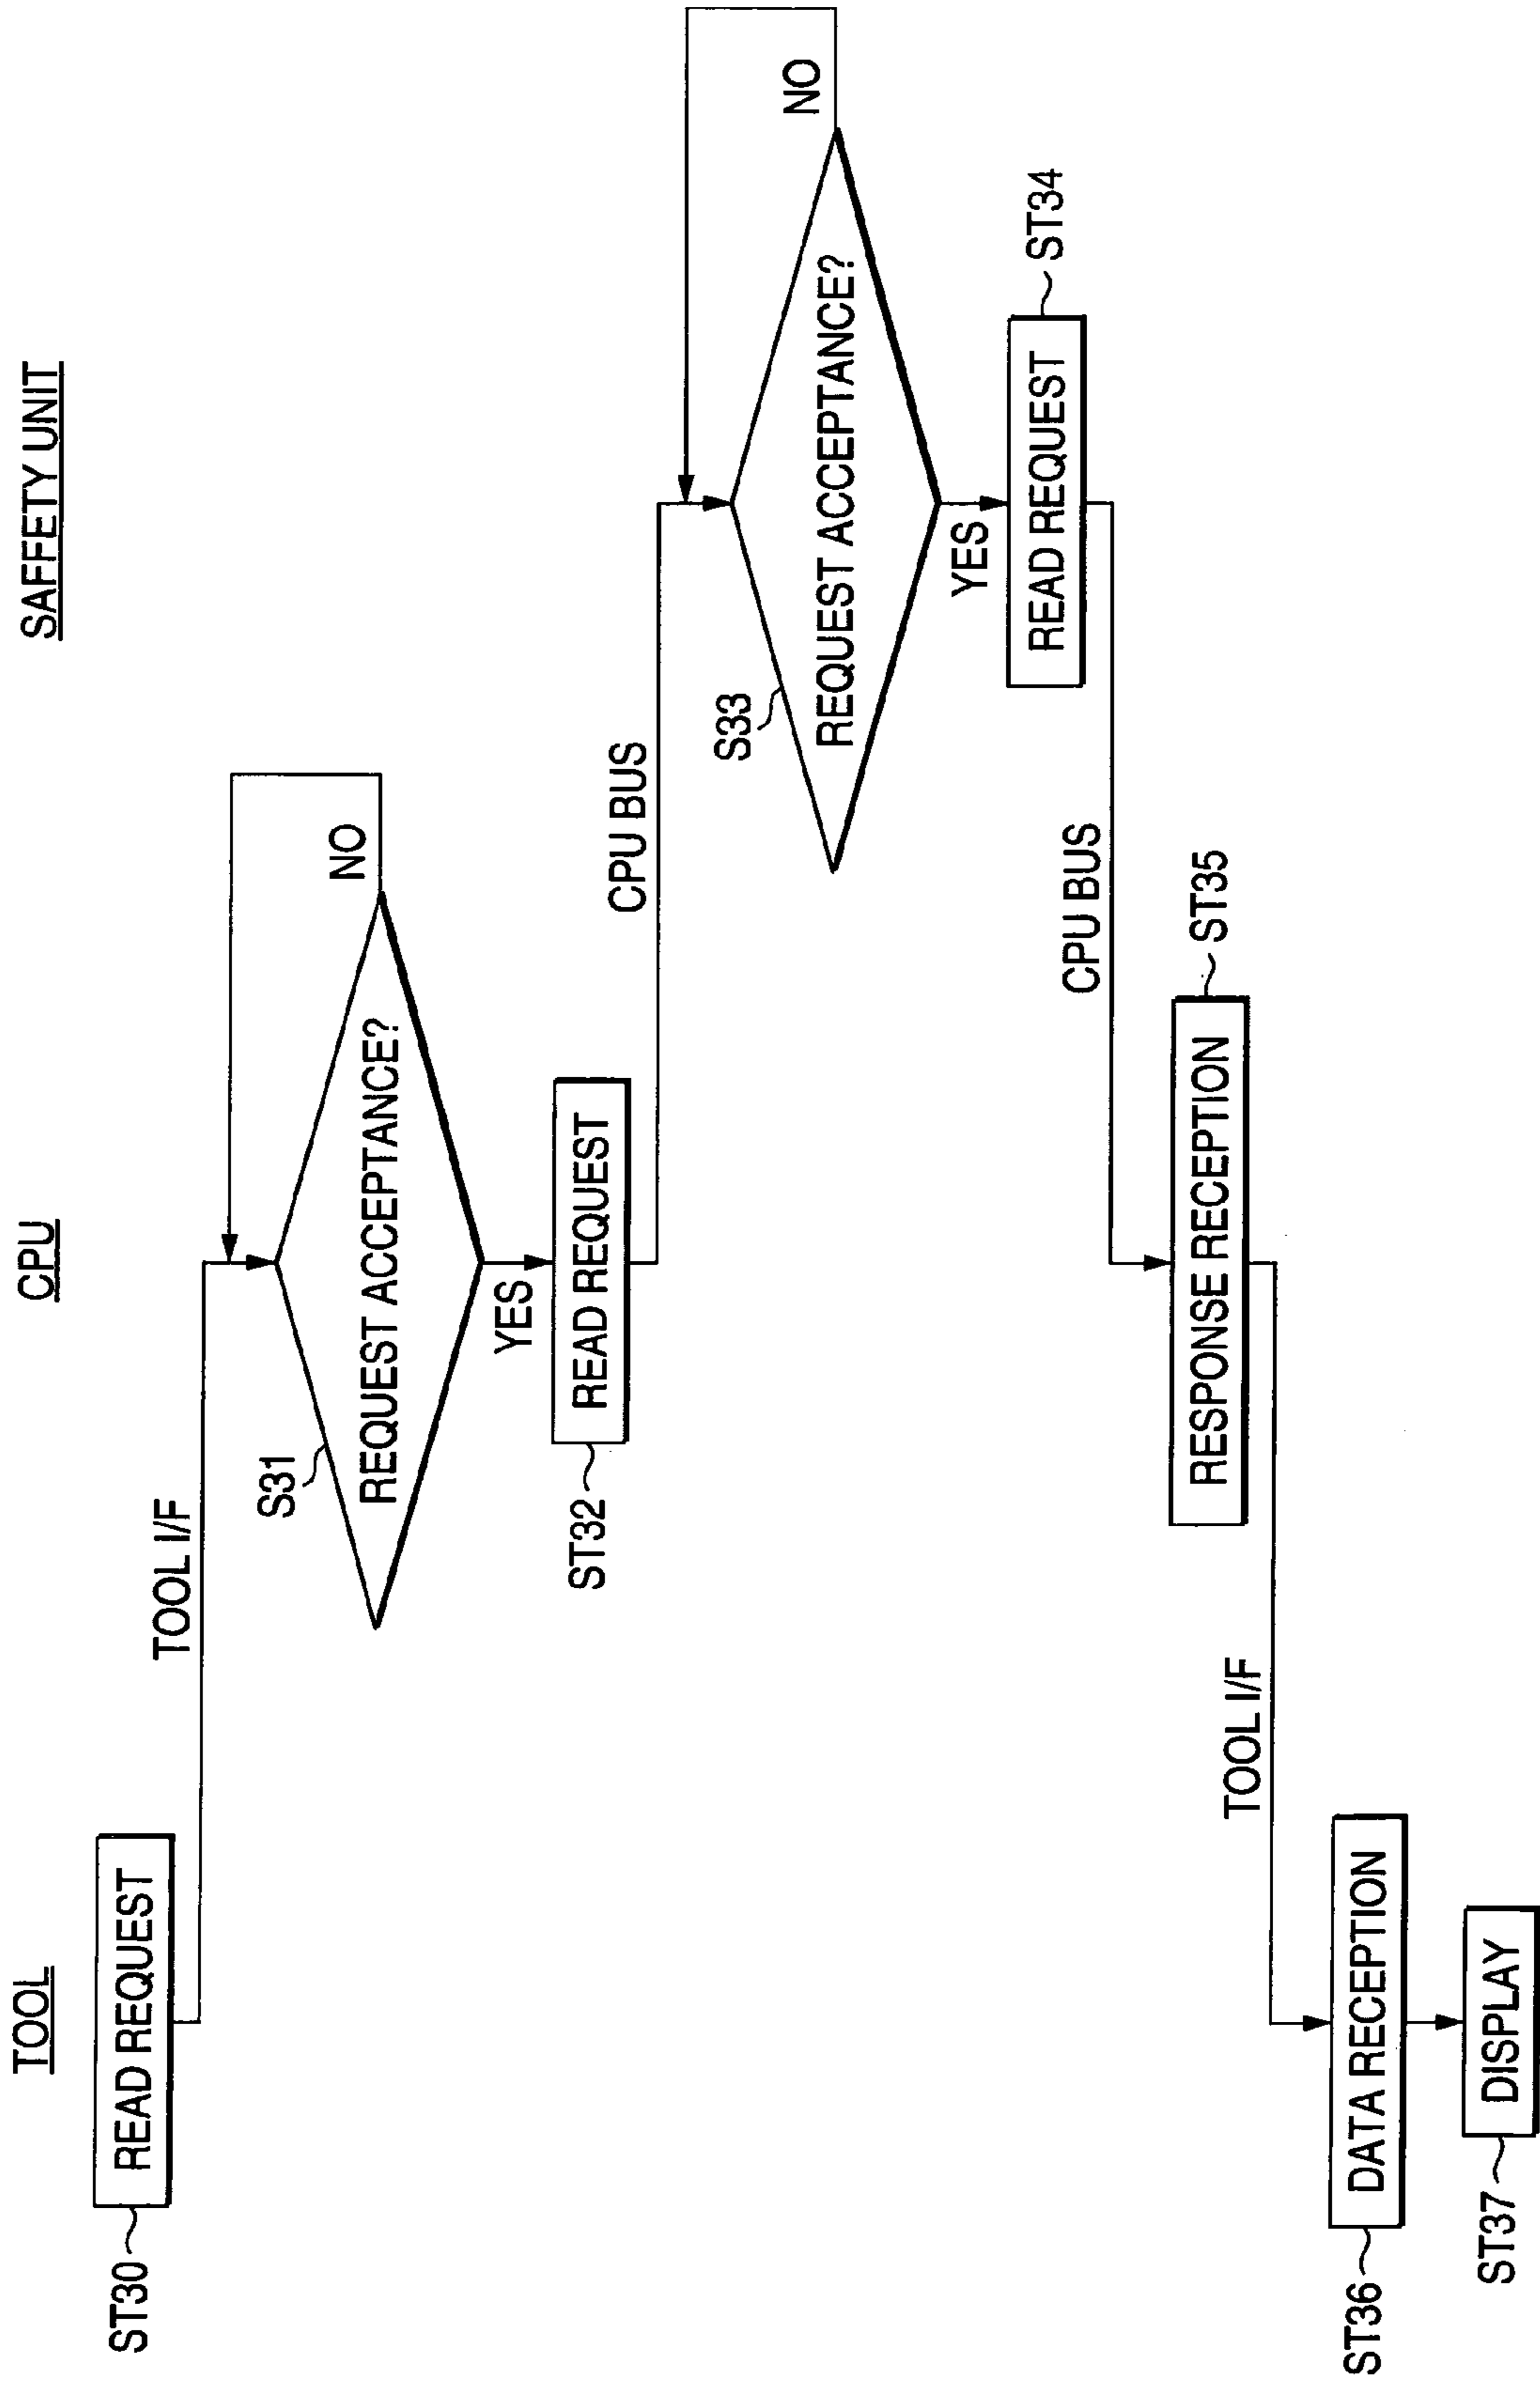 TOOL
CPU
SAFFETY UNIT
ST30
READ REQUEST
TOOL I/F
S31
REQUEST ACCEPTANCE?
NO
YES
ST32
READ REQUEST
CPU BUS
S33
REQUEST ACCEPTANCE?
NO
YES
READ REQUEST
ST34
CPU BUS
RESPONSE RECEPTION
ST35
TOOL I/F
ST36
DATA RECEPTION
ST37
DISPLAY